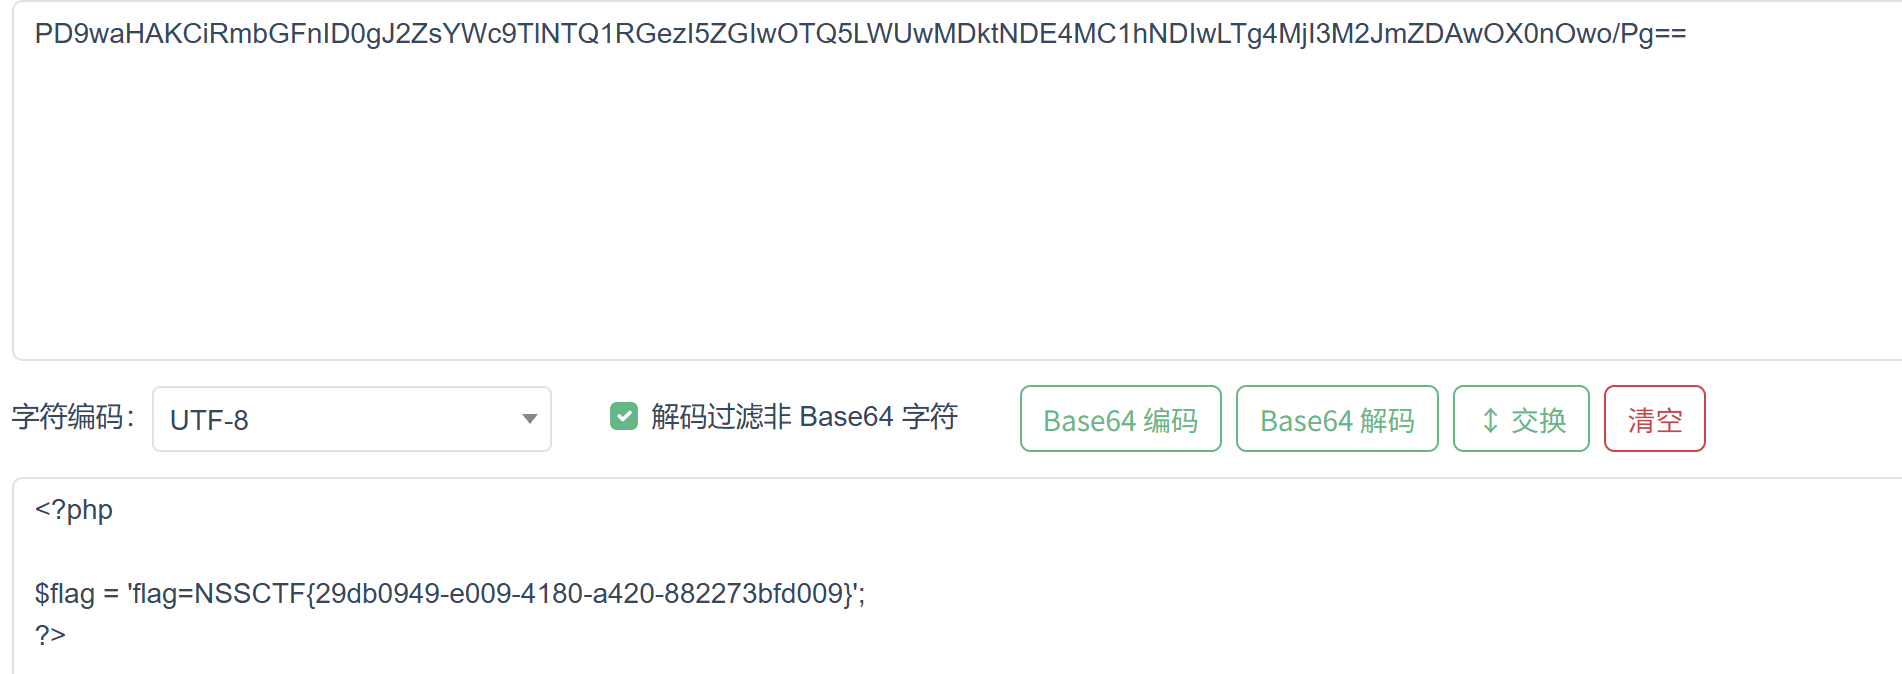 PD9waHAKCiRmbGFnID0gJ2ZsYWc9TlNTQ1RGezI5ZGIwOTQ5LWUwMDktNDE4MC1hNDIwLTg4MjI3M2JmZDAwOX0nOwo/Pg==
字符编码： UTF-8 解码过滤非 Base64 字符 Base64 编码 Base64 解码 ↕ 交换 清空
<?php
$flag = 'flag=NSSCTF{29db0949-e009-4180-a420-882273bfd009}';
?>